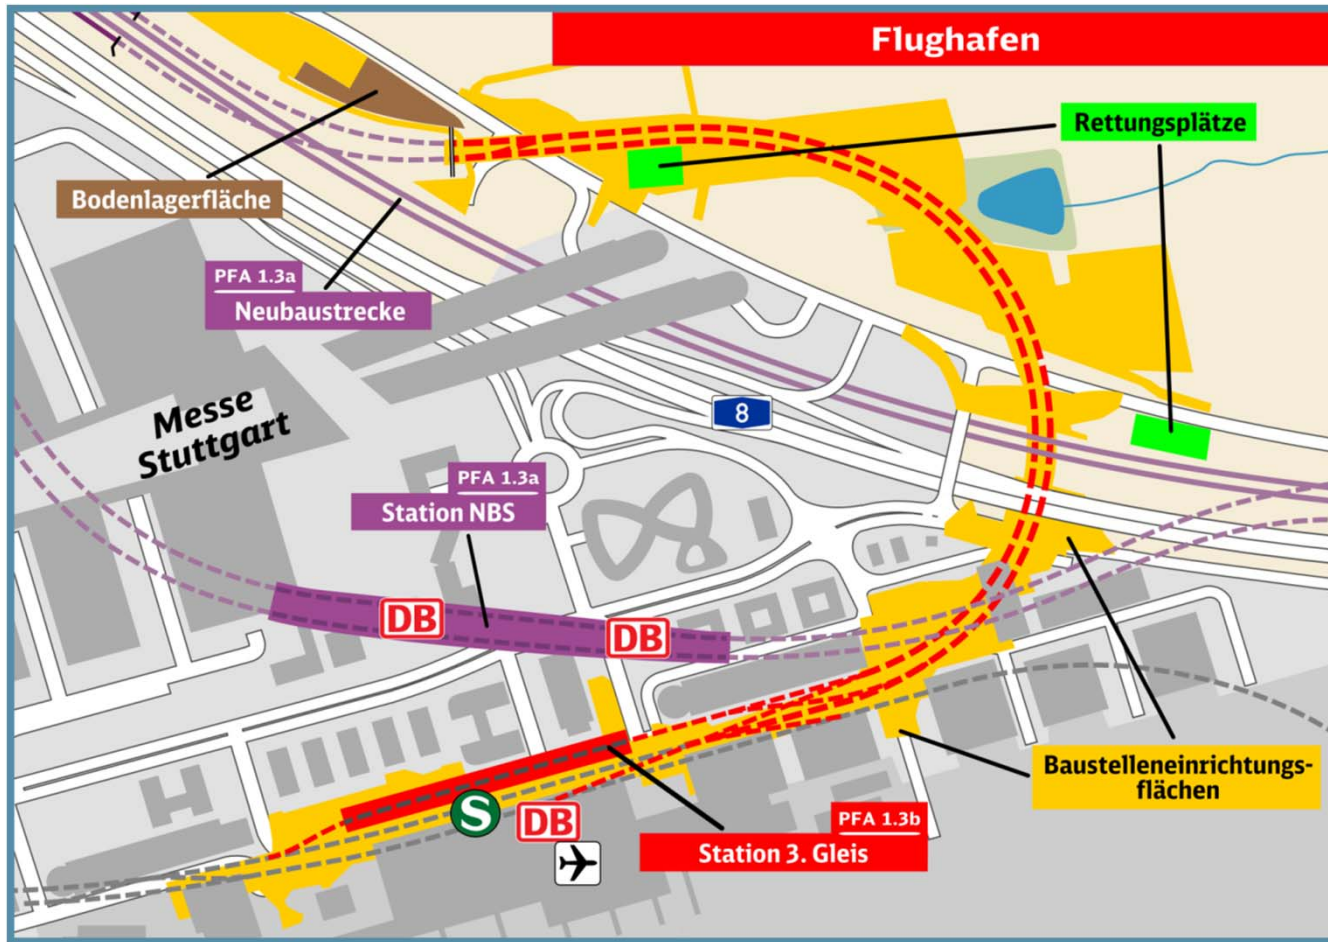 Flughafen
Rettungsplätze
Bodenlagerfläche
PFA 1.3a
Neubaustrecke
Messe
Stuttgart
8
PFA 1.3a
Station NBS
DB
DB
Baustelleneinrichtungs-
flächen
S
DB
PFA 1.3b
Station 3. Gleis